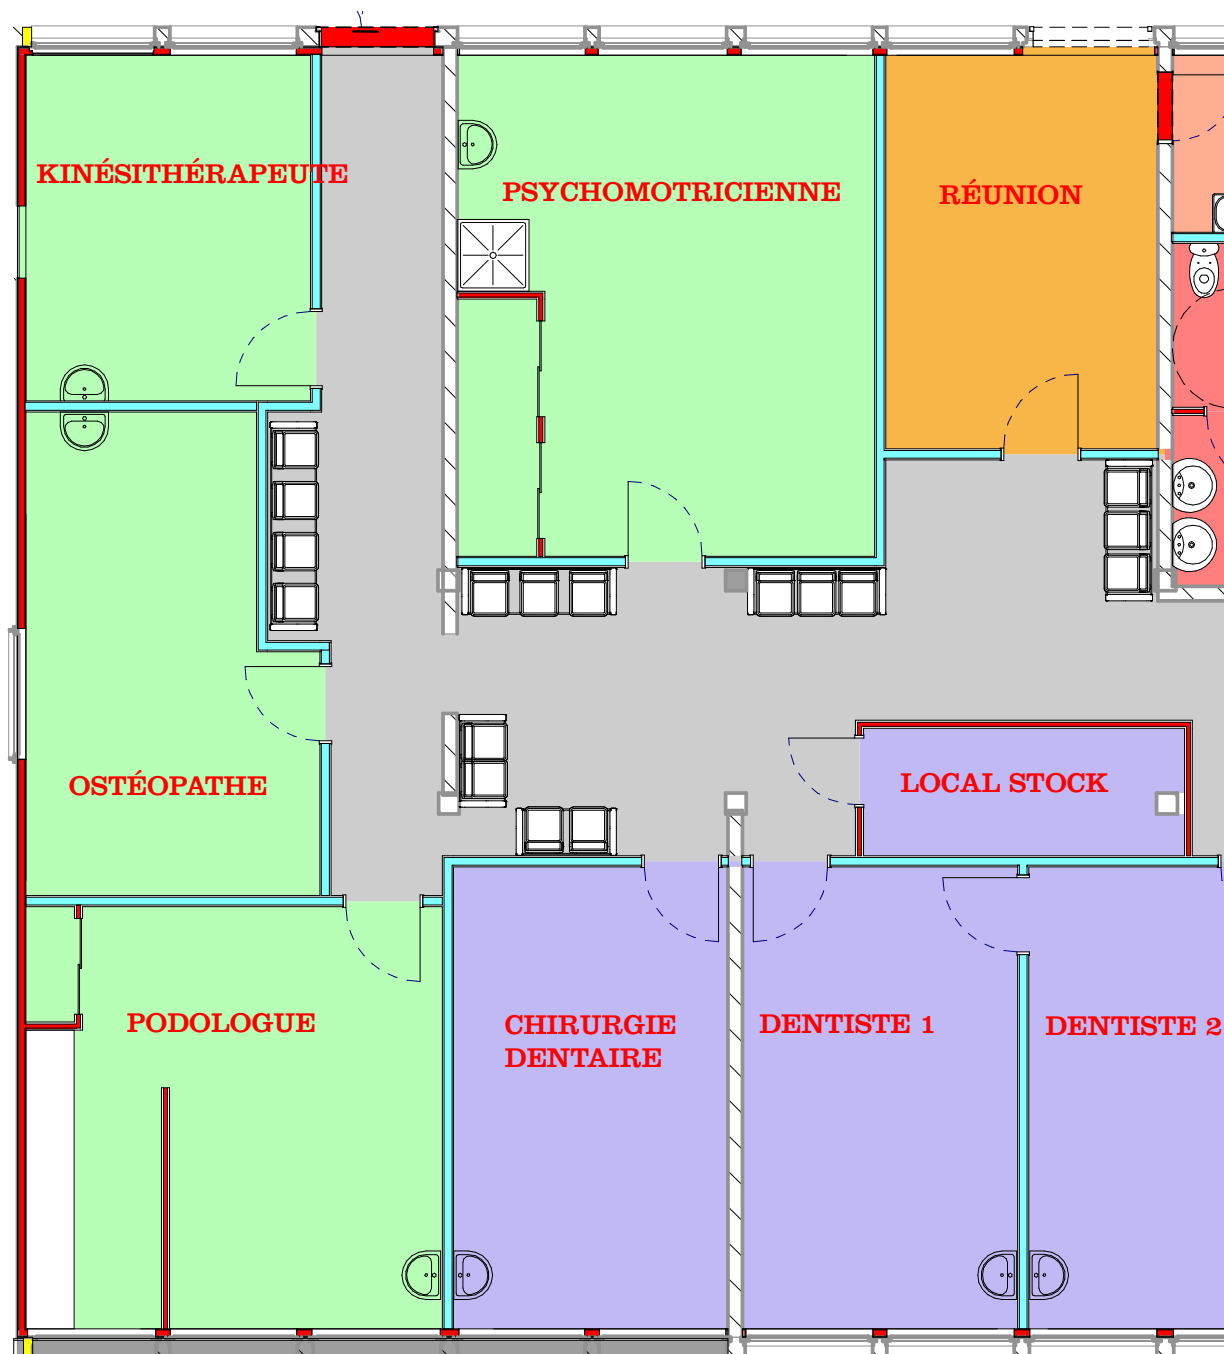 KINÉSITHÉRAPEUTE
PSYCHOMOTRICIENNE
RÉUNION
OSTÉOPATHE
LOCAL STOCK
PODOLOGUE
CHIRURGIE
DENTAIRE
DENTISTE 1
DENTISTE 2